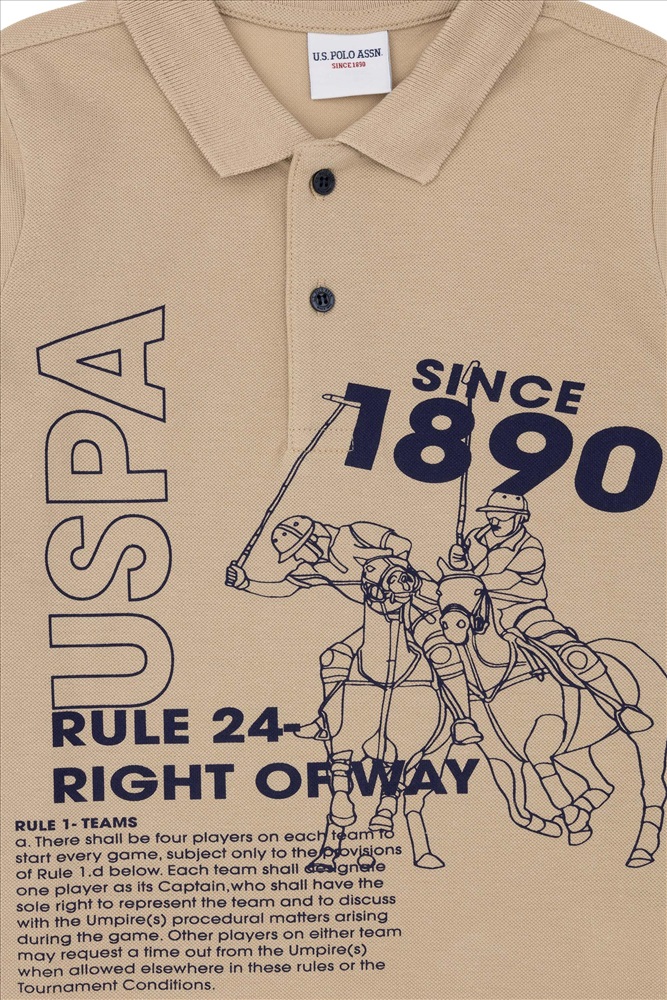 U.S. POLO ASSN.
SINCE 1890
USPA
SINCE
1890
RULE 24-
RIGHT OF WAY
RULE 1- TEAMS
a. There shall be four players on each team to
start every game, subject only to the provisions
of Rule 1.d below. Each team shall designate
one player as its Captain,who shall have the
sole right to represent the team and to discuss
with the Umpire(s) procedural matters arising
during the game. Other players on either team
may request a time out from the Umpire(s)
when allowed elsewhere in these rules or the
Tournament Conditions.